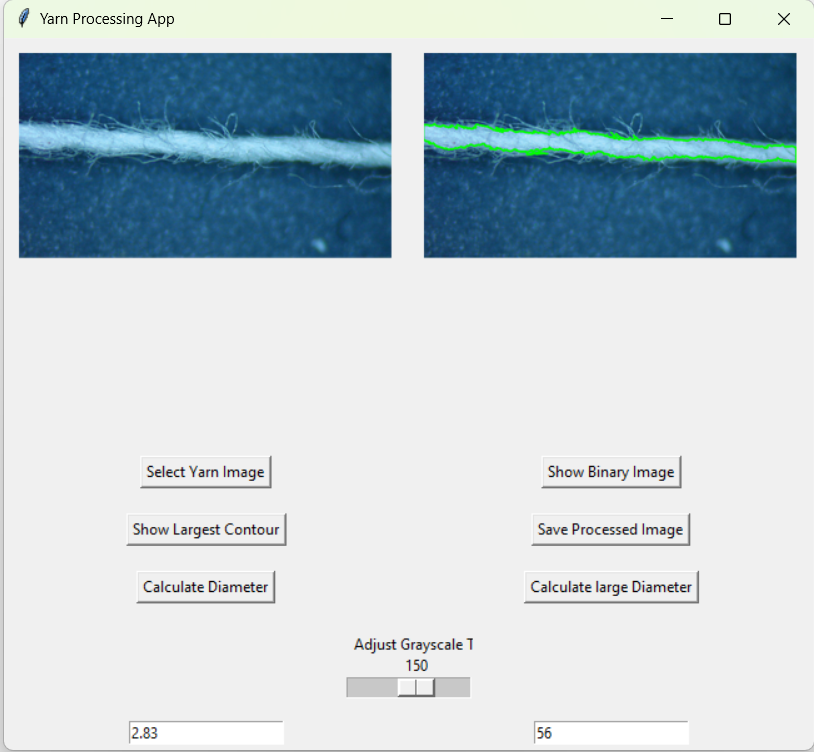 Yarn Processing App
Select Yarn Image
Show Binary Image
Show Largest Contour
Save Processed Image
Calculate Diameter
Calculate large Diameter
Adjust Grayscale T
150
2.83
56